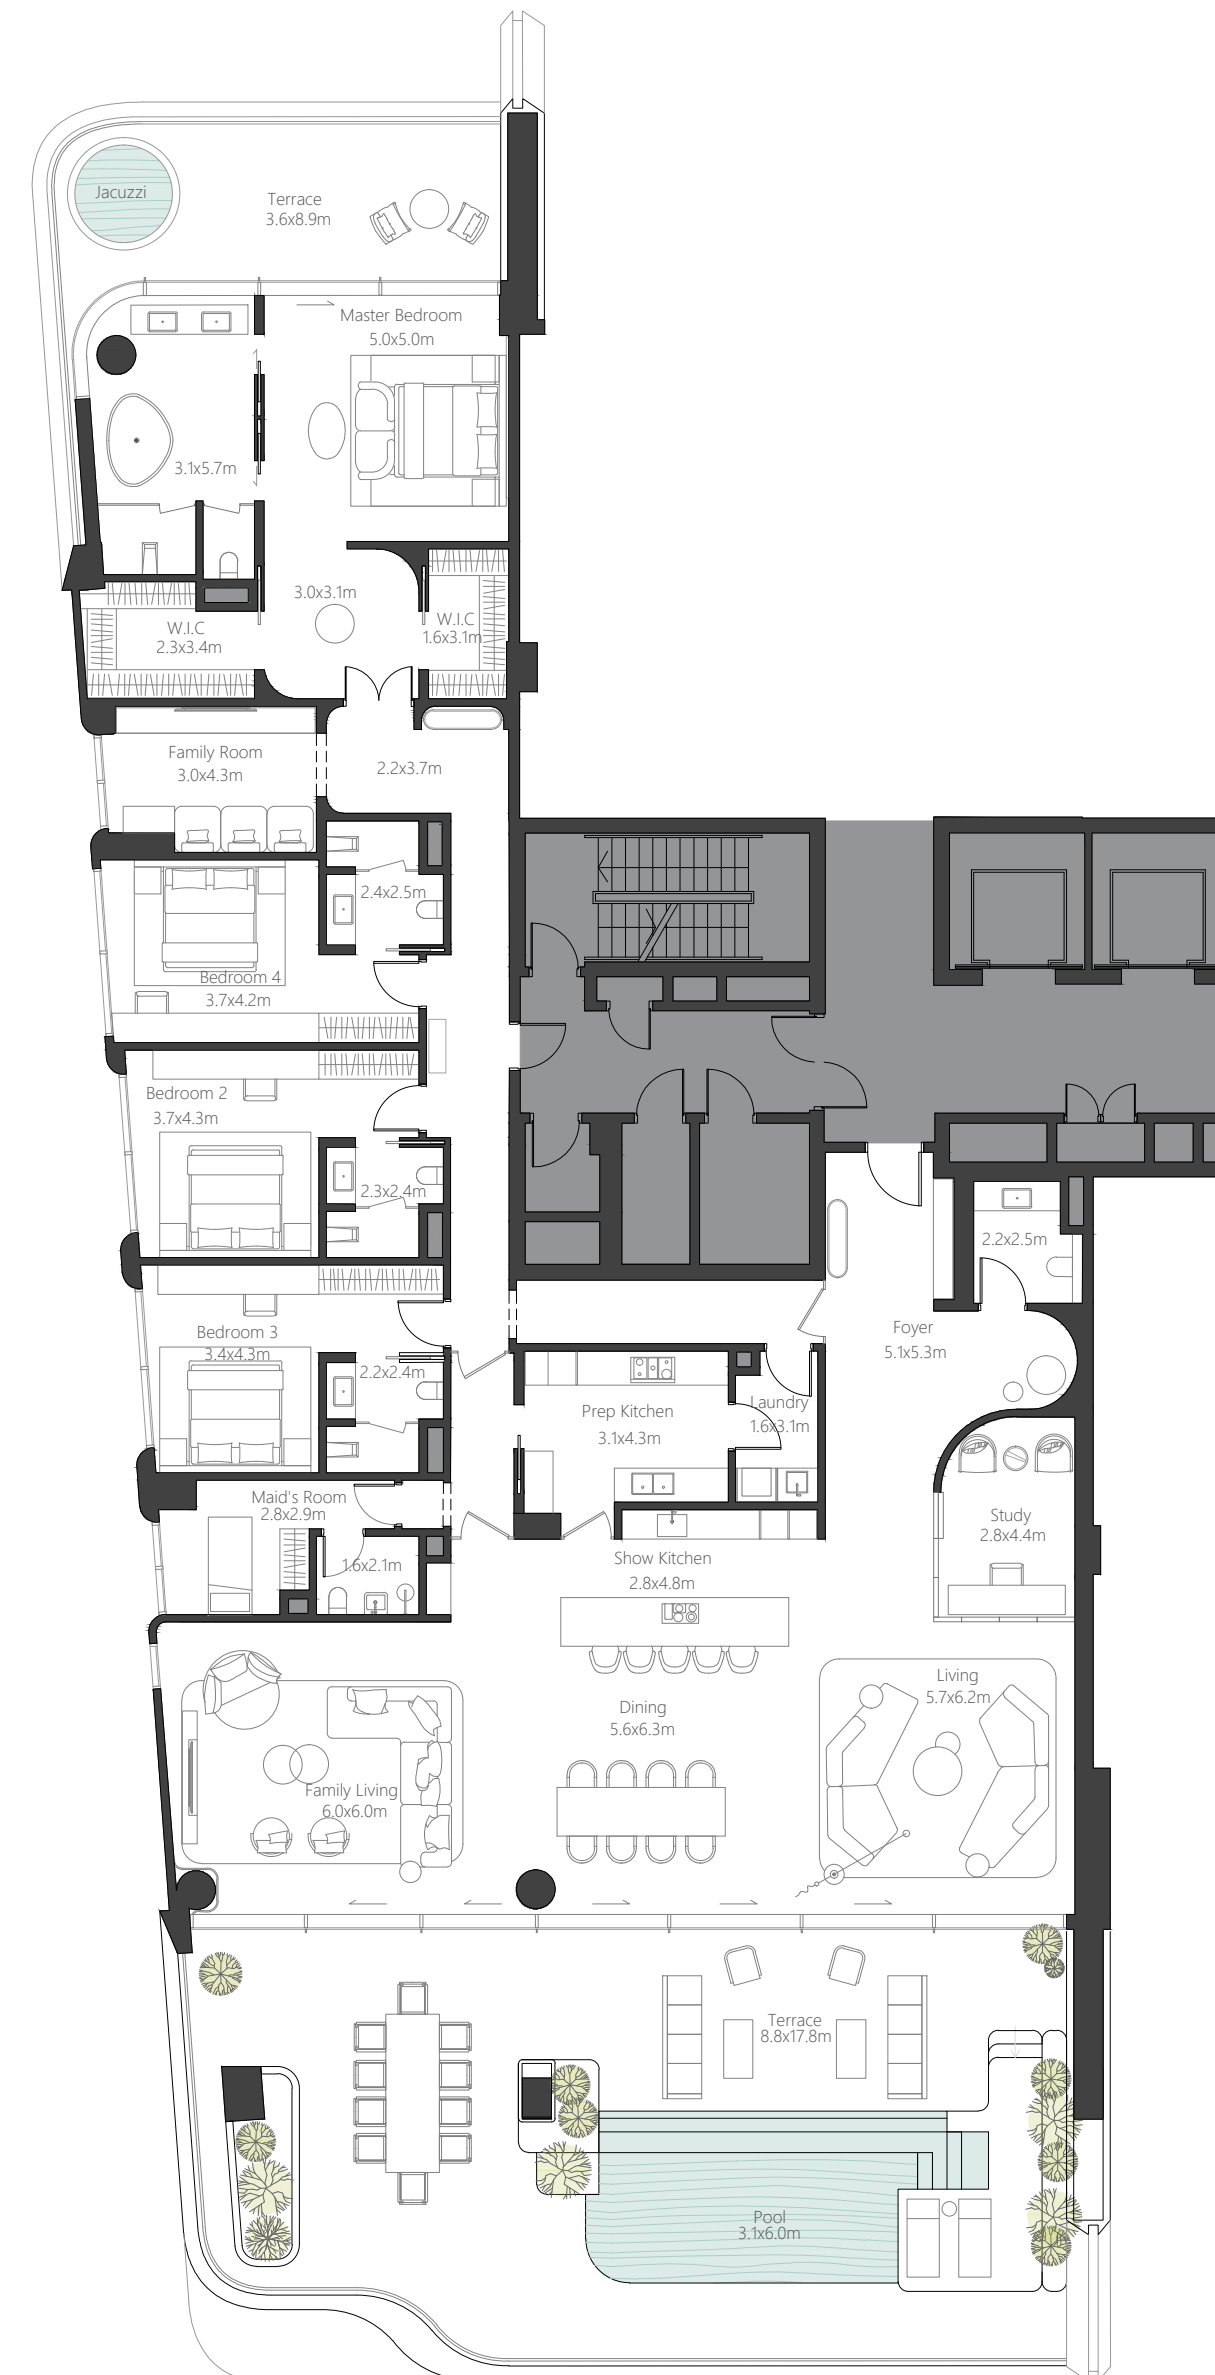 Jacuzzi
Terrace
3.6x8.9m
Master Bedroom
5.0x5.0m
3.1x5.7m
3.0x3.1m
W.I.C
2.3x3.4m
W.I.C
1.6x3.1m
Family Room
3.0x4.3m
2.2x3.7m
2.4x2.5m
Bedroom 4
3.7x4.2m
Bedroom 2
3.7x4.3m
2.3x2.4m
2.2x2.5m
Bedroom 3
3.4x4.3m
2.2x2.4m
Foyer
5.1x5.3m
Prep Kitchen
3.1x4.3m
Laundry
1.6x3.1m
Maid's Room
2.8x2.9m
1.6x2.1m
Study
2.8x4.4m
Show Kitchen
2.8x4.8m
Dining
5.6x6.3m
Living
5.7x6.2m
Family Living
6.0x6.0m
Terrace
8.8x17.8m
Pool
3.1x6.0m